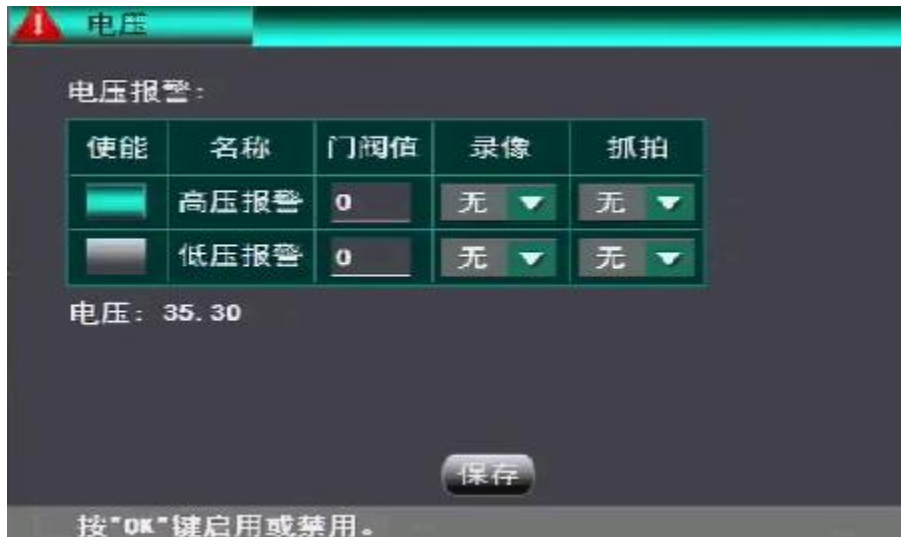 电压
电压报警：
使能 名称 门阀值 录像 抓拍
高压报警 0 无 无
低压报警 0 无 无
电压: 35.30
保存
按"OK"键启用或禁用。